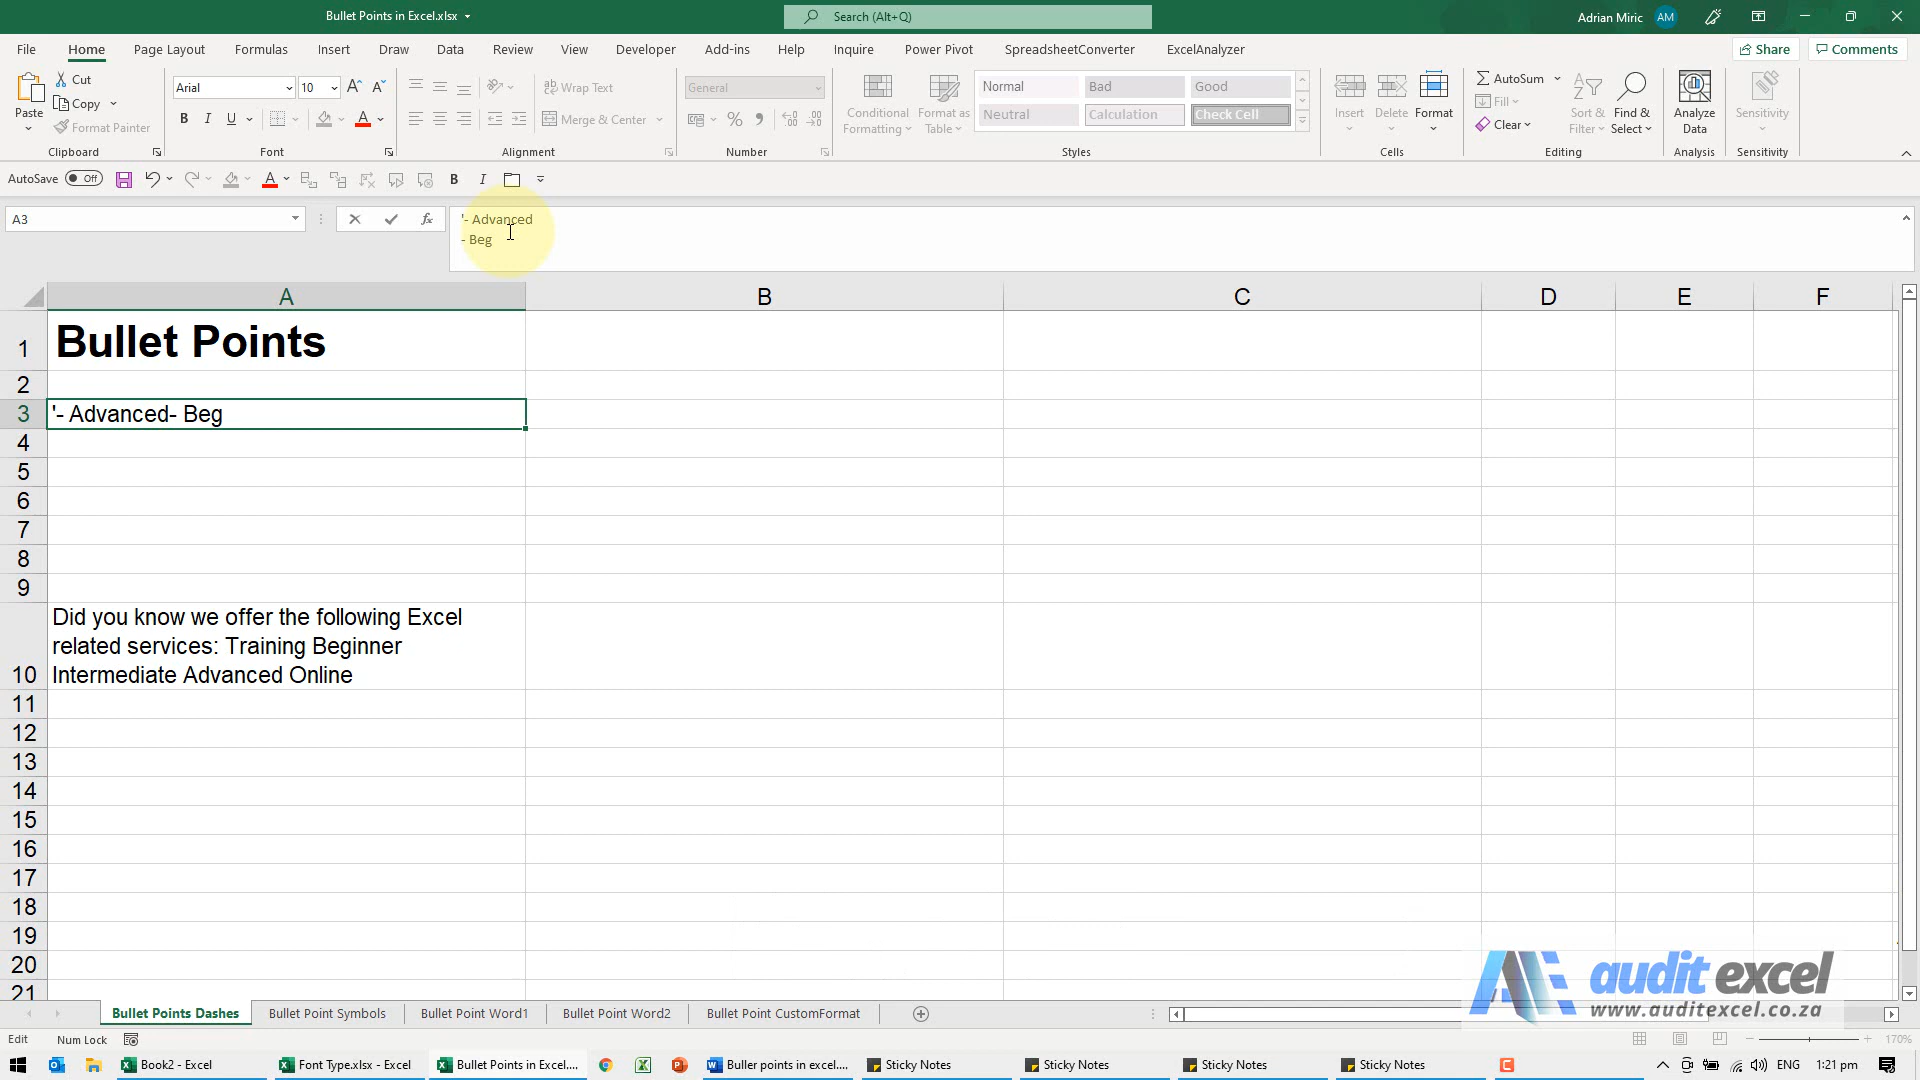 Bullet Points in Excel.xlsx
Search (Alt+Q)
Adrian Miric AM
File Home Page Layout Formulas Insert Draw Data Review View Developer Add-ins Help Inquire Power Pivot SpreadsheetConverter ExcelAnalyzer Share Comments
Paste
Cut
Copy
Format Painter
Clipboard
Arial 10
B I U
Font
Wrap Text
Merge & Center
Alignment
General
Number
Conditional Formatting
Format as Table
Normal Bad Good
Neutral Calculation Check Cell
Styles
Insert Delete Format
Cells
AutoSum
Fill
Clear
Sort & Filter
Find & Select
Editing
Analyze Data
Analysis
Sensitivity
Sensitivity
AutoSave Off
B I
A3
fx
'- Advanced
- Beg
A B C D E F
1 Bullet Points
2
3 '- Advanced- Beg
4
5
6
7
8
9
Did you know we offer the following Excel
related services: Training Beginner
10 Intermediate Advanced Online
11
12
13
14
15
16
17
18
19
20
21
audit excel
www.auditexcel.co.za
Bullet Points Dashes Bullet Point Symbols Bullet Point Word1 Bullet Point Word2 Bullet Point CustomFormat
Edit Num Lock 170%
Book2 - Excel Font Type.xlsx - Excel Bullet Points in Excel.... Buller points in excel.... Sticky Notes Sticky Notes Sticky Notes Sticky Notes ENG 1:21 pm